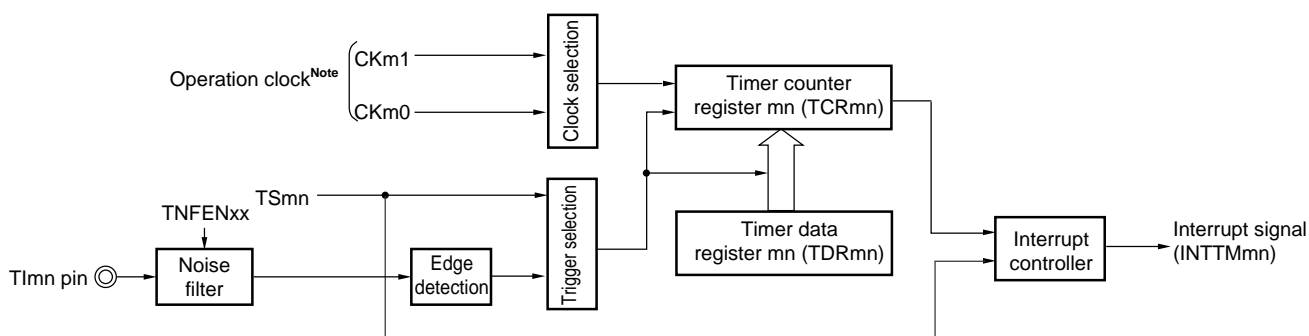 Operation clock^Note
CKm1
CKm0
Clock selection
Timer counter
register mn (TCRmn)
TSmn
TNFENxx
TImn pin
Noise
filter
Edge
detection
Trigger selection
Timer data
register mn (TDRmn)
Interrupt
controller
Interrupt signal
(INTTMmn)